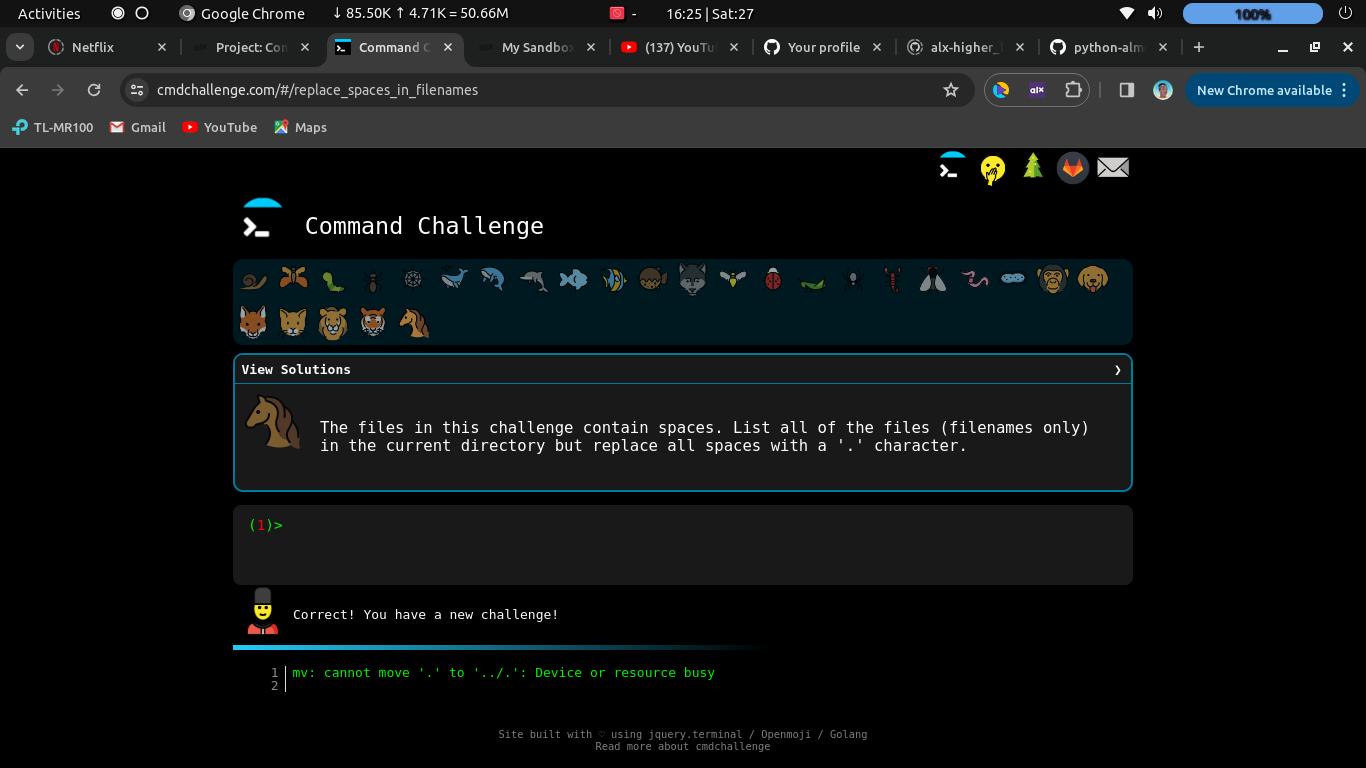 Activities Google Chrome ↓ 85.50K ↑ 4.71K = 50.66M - 16:25 | Sat:27 100%
Netflix Project: Con Command C My Sandbo (137) YouTu Your profile alx-higher_l python-alm
cmdchallenge.com/#/replace_spaces_in_filenames alx New Chrome available
TL-MR100 Gmail YouTube Maps
Command Challenge
View Solutions ❯
The files in this challenge contain spaces. List all of the files (filenames only)
in the current directory but replace all spaces with a '.' character.
(1)>
Correct! You have a new challenge!
1 mv: cannot move '.' to '../.': Device or resource busy
2
Site built with ♡ using jquery.terminal / Openmoji / Golang
Read more about cmdchallenge